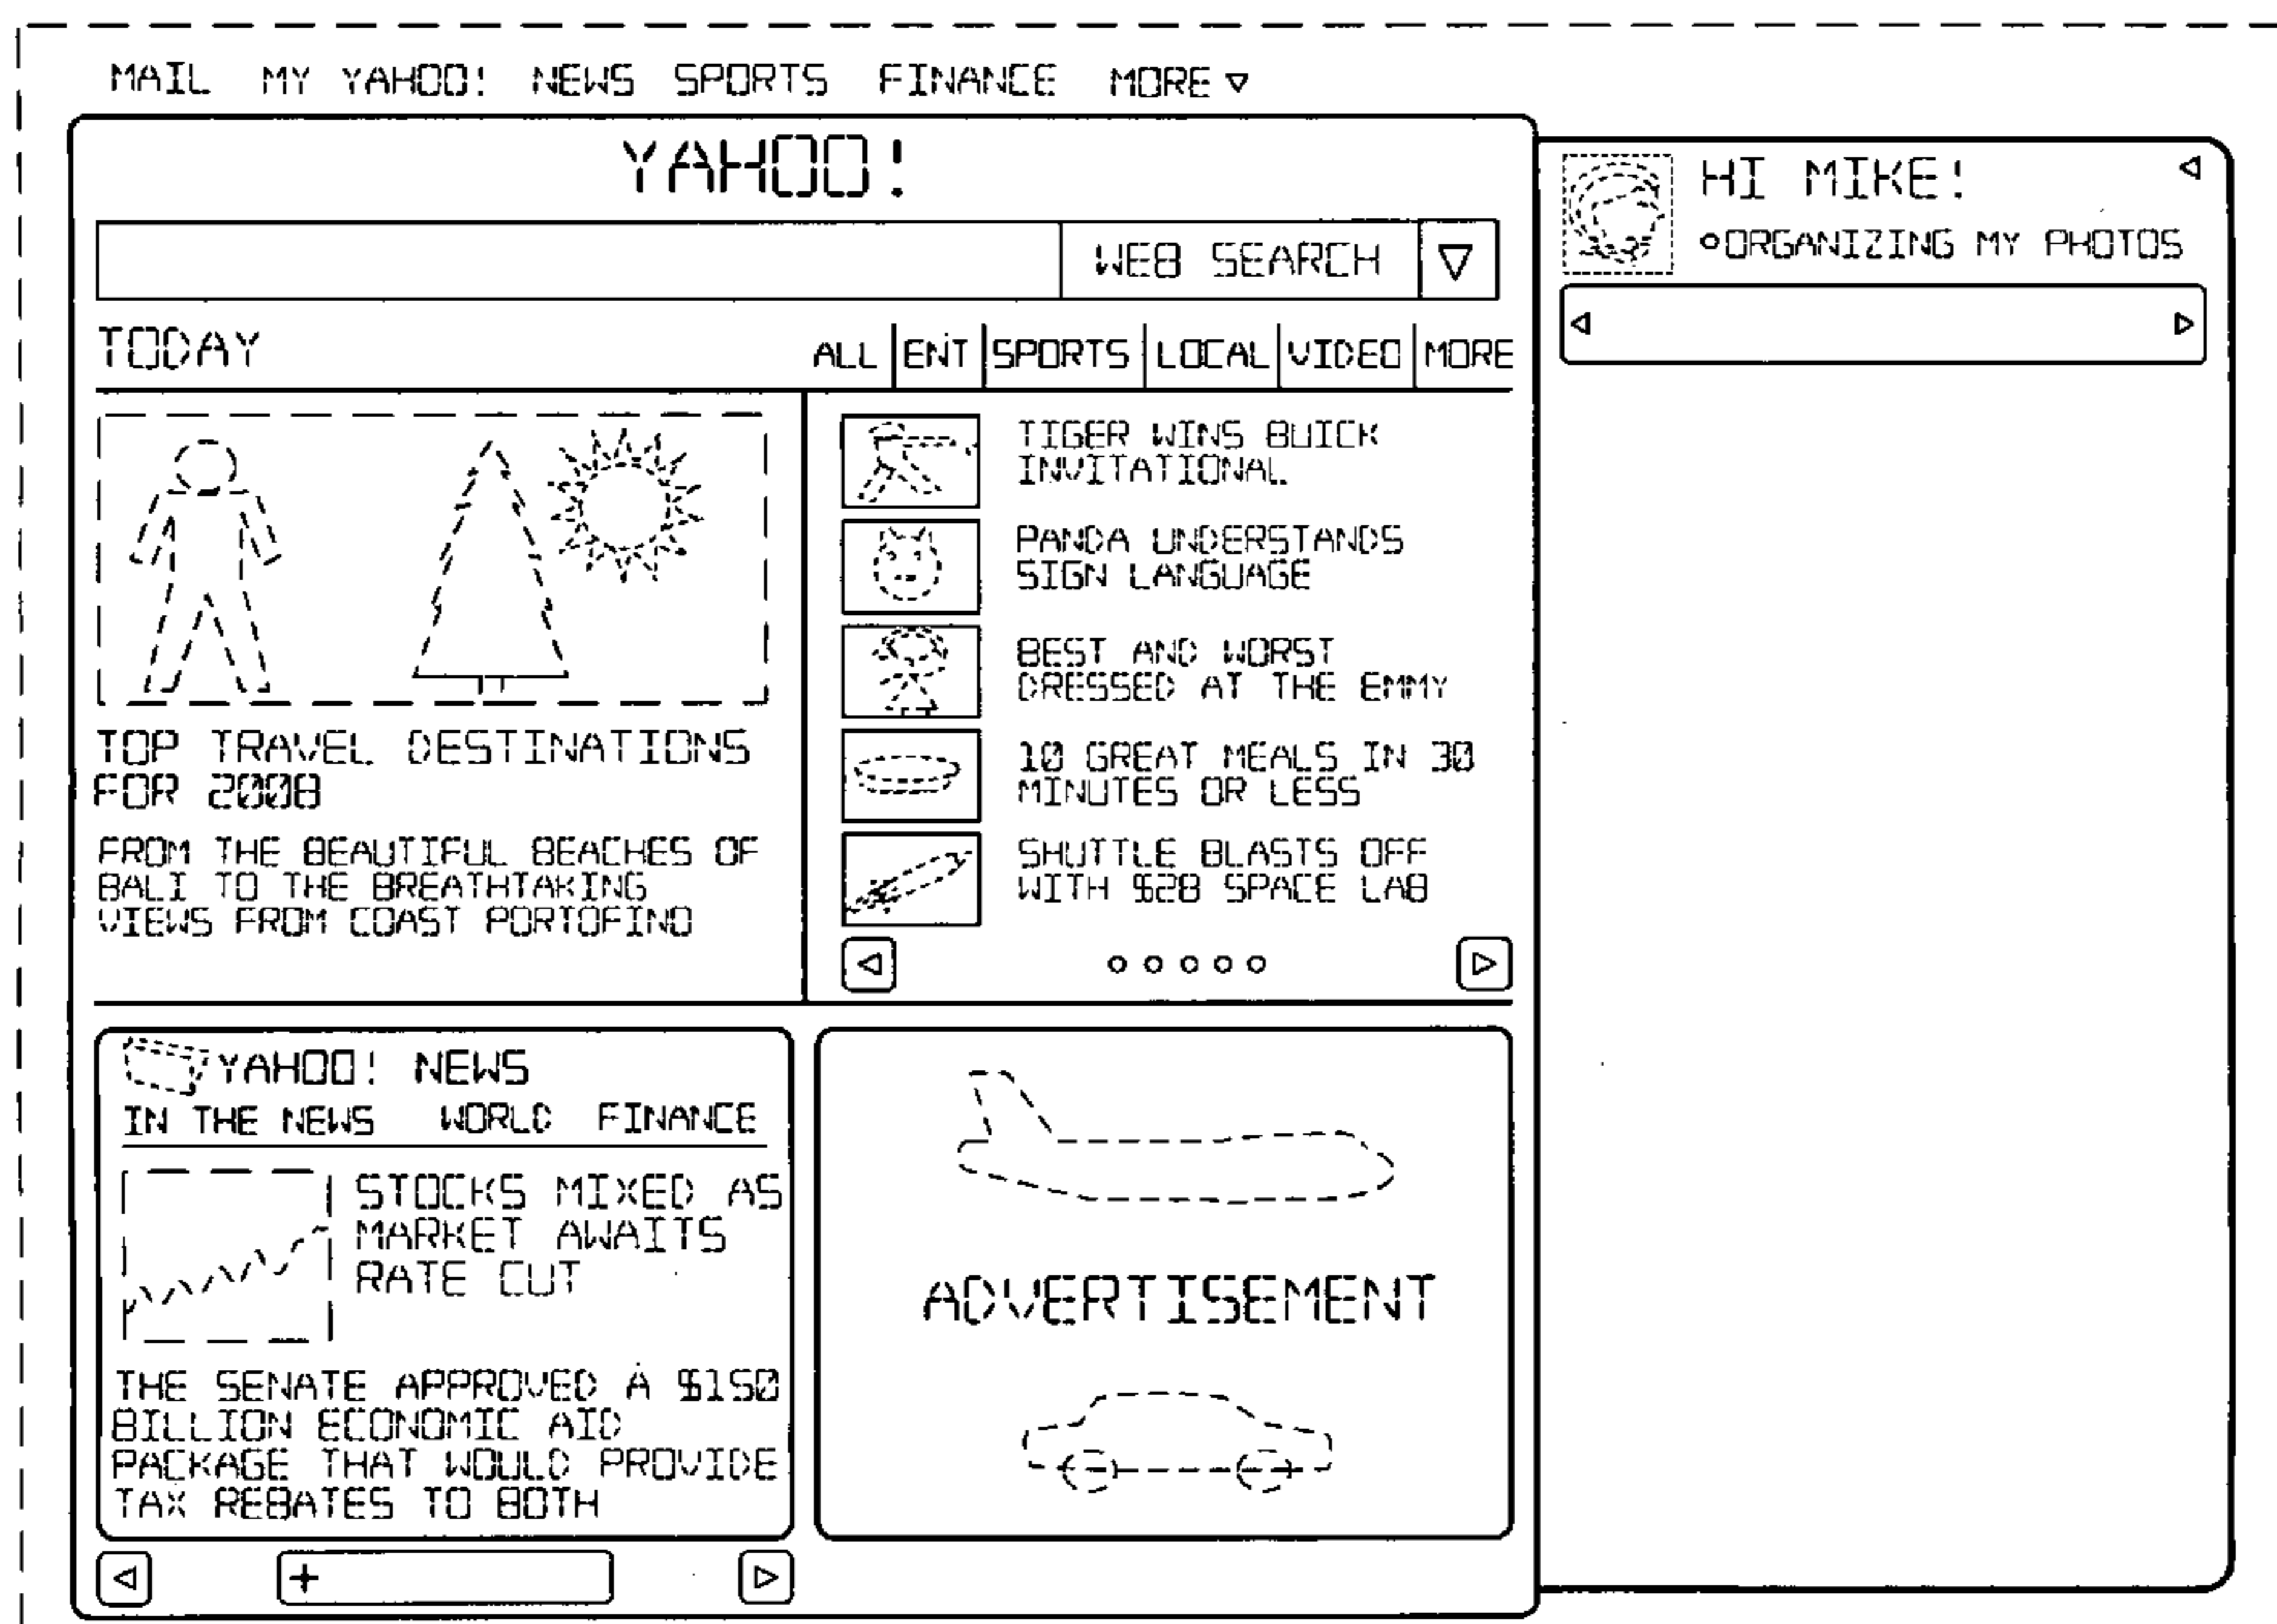 MAIL MY YAHOO! NEWS SPORTS FINANCE MORE
YAHOO!
WEB SEARCH
TODAY
ALL ENT SPORTS LOCAL VIDEO MORE
TOP TRAVEL DESTINATIONS
FOR 2008
FROM THE BEAUTIFUL BEACHES OF
BALI TO THE BREATHTAKING
VIEWS FROM COAST PORTOFINO
TIGER WINS BUICK
INVITATIONAL
PANDA UNDERSTANDS
SIGN LANGUAGE
BEST AND WORST
DRESSED AT THE EMMY
10 GREAT MEALS IN 30
MINUTES OR LESS
SHUTTLE BLASTS OFF
WITH $2B SPACE LAB
YAHOO! NEWS
IN THE NEWS WORLD FINANCE
STOCKS MIXED AS
MARKET AWAITS
RATE CUT
THE SENATE APPROVED A $150
BILLION ECONOMIC AID
PACKAGE THAT WOULD PROVIDE
TAX REBATES TO BOTH
+
ADVERTISEMENT
HI MIKE!
ORGANIZING MY PHOTOS